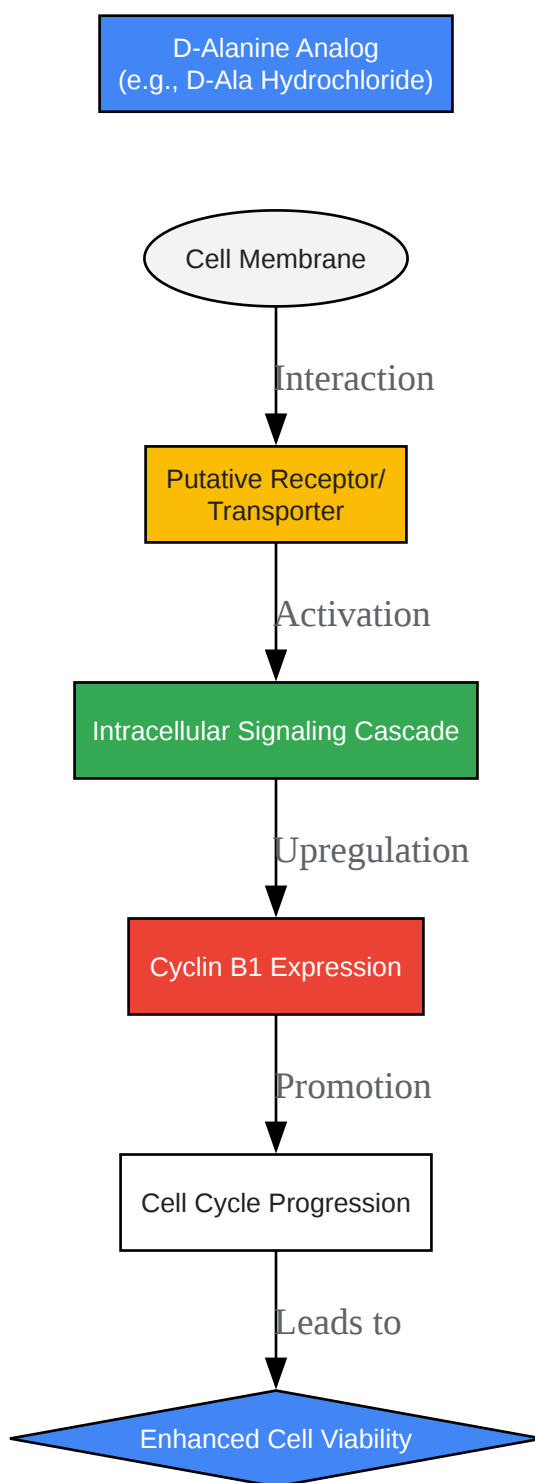 D-Alanine Analog
(e.g., D-Ala Hydrochloride)
Cell Membrane
Interaction
Putative Receptor/
Transporter
Activation
Intracellular Signaling Cascade
Upregulation
Cyclin B1 Expression
Promotion
Cell Cycle Progression
Leads to
Enhanced Cell Viability